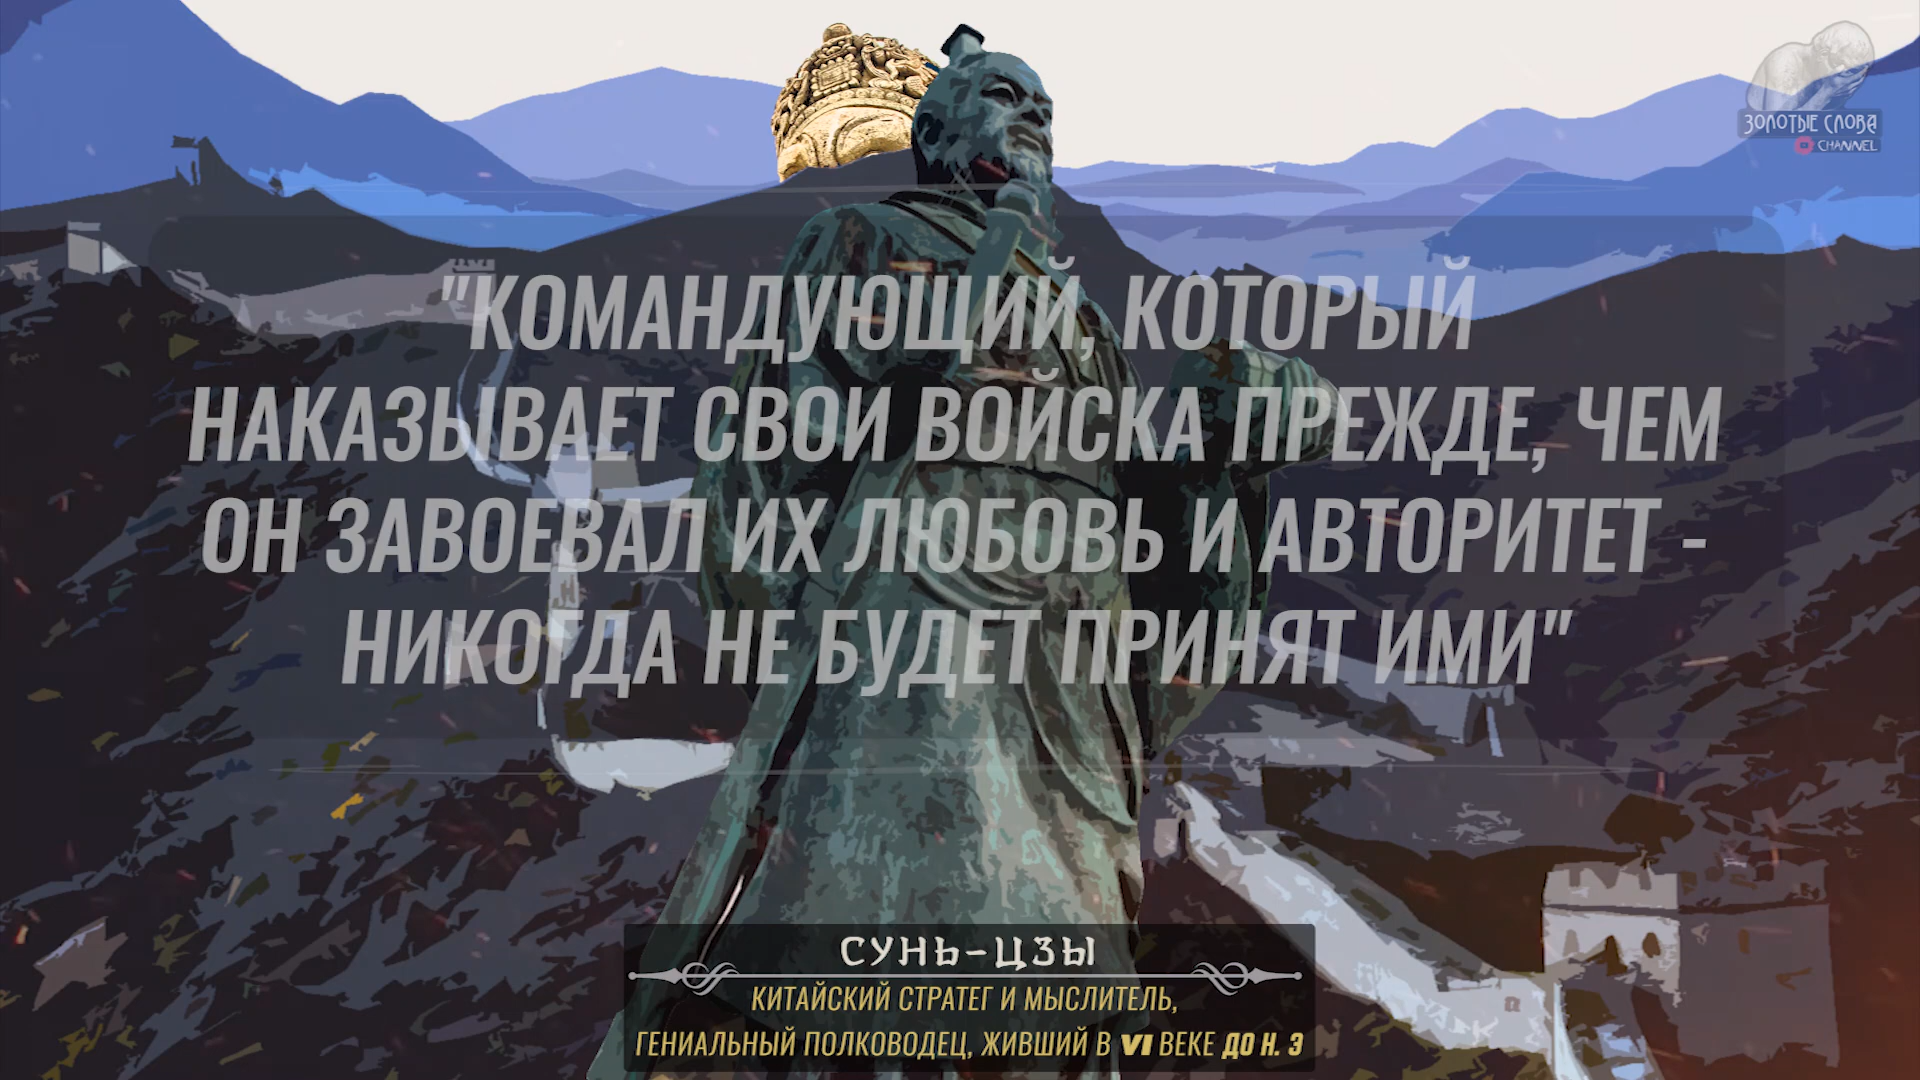 ЗОЛОТЫЕ СЛОВА
CHANNEL
"КОМАНДУЮЩИЙ, КОТОРЫЙ
НАКАЗЫВАЕТ СВОИ ВОЙСКА ПРЕЖДЕ, ЧЕМ
ОН ЗАВОЕВАЛ ИХ ЛЮБОВЬ И АВТОРИТЕТ -
НИКОГДА НЕ БУДЕТ ПРИНЯТ ИМИ"
СУНЬ-ЦЗЫ
КИТАЙСКИЙ СТРАТЕГ И МЫСЛИТЕЛЬ,
ГЕНИАЛЬНЫЙ ПОЛКОВОДЕЦ, ЖИВШИЙ В VI ВЕКЕ ДО Н. Э